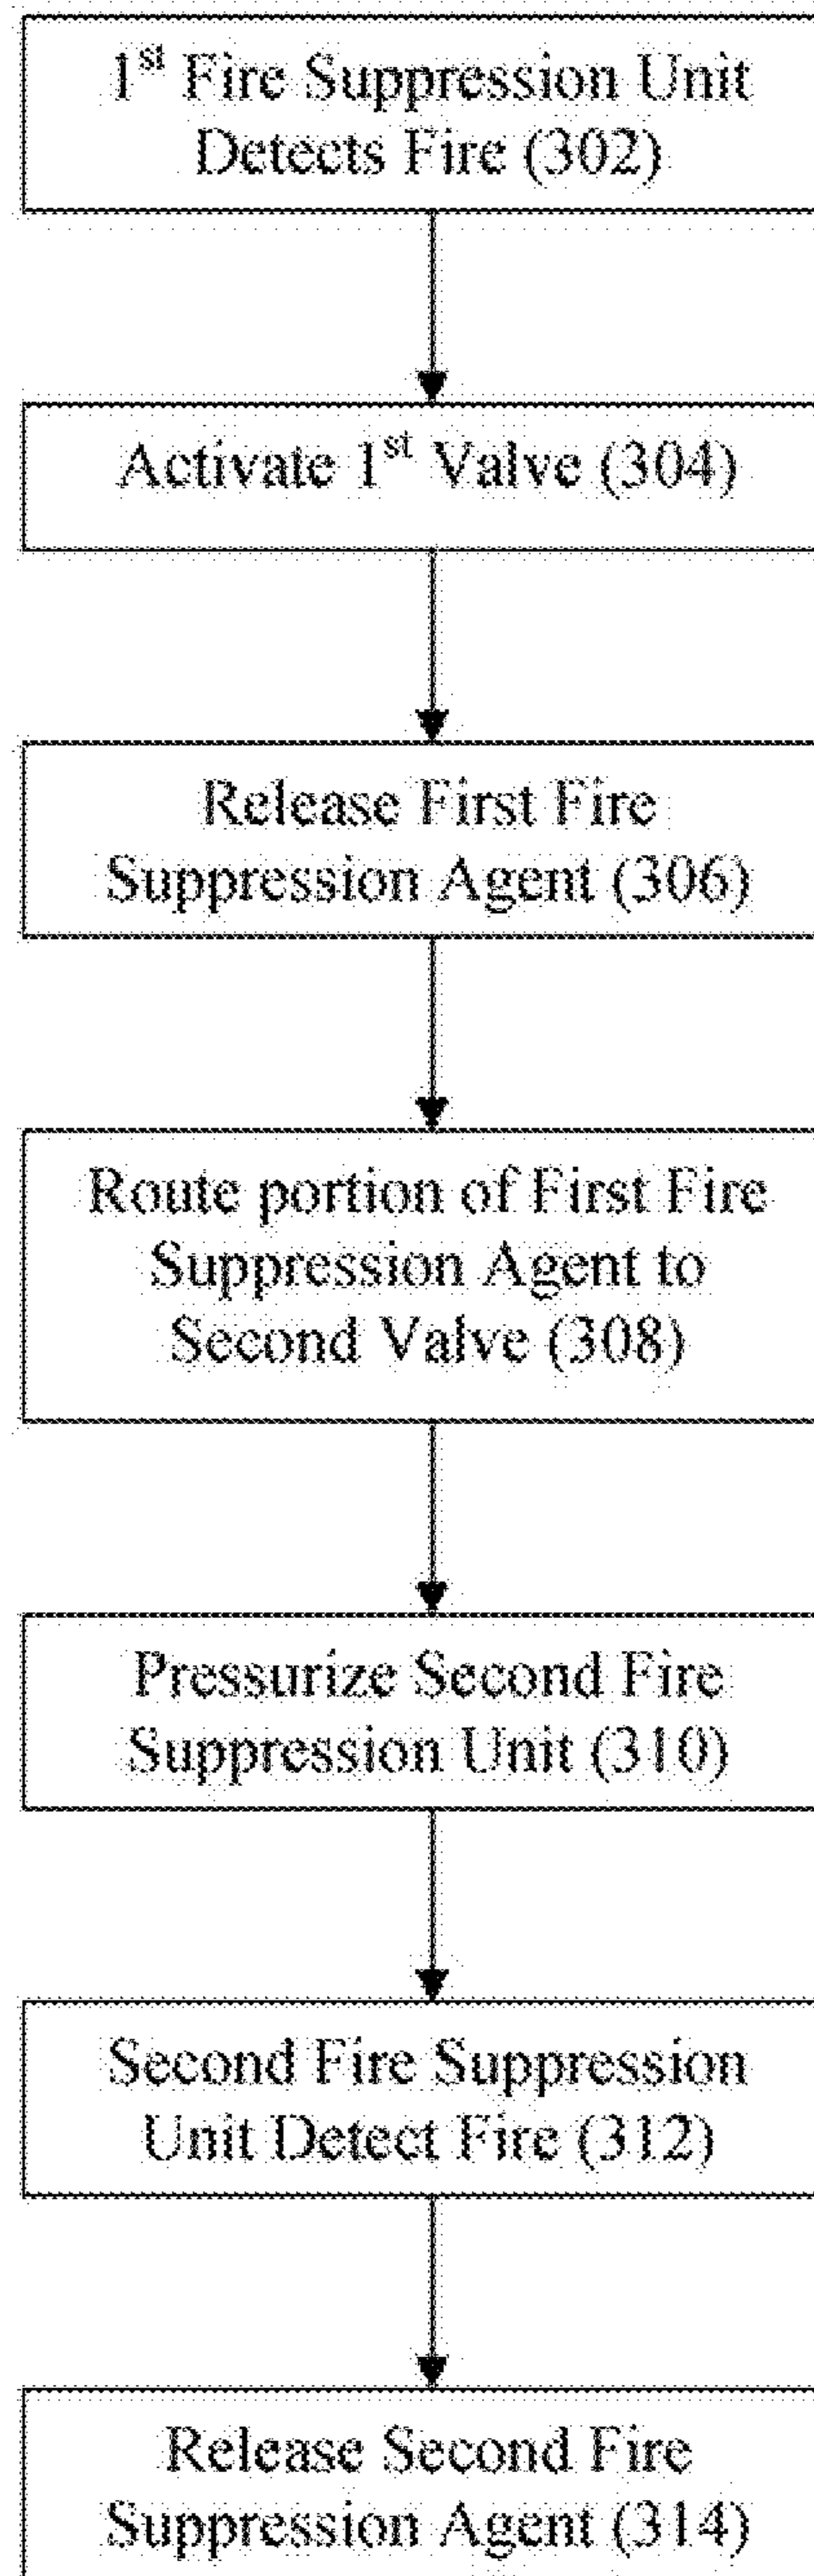 1st Fire Suppression Unit
Detects Fire (302)
Activate 1st Valve (304)
Release First Fire
Suppression Agent (306)
Route portion of First Fire
Suppression Agent to
Second Valve (308)
Pressurize Second Fire
Suppression Unit (310)
Second Fire Suppression
Unit Detect Fire (312)
Release Second Fire
Suppression Agent (314)